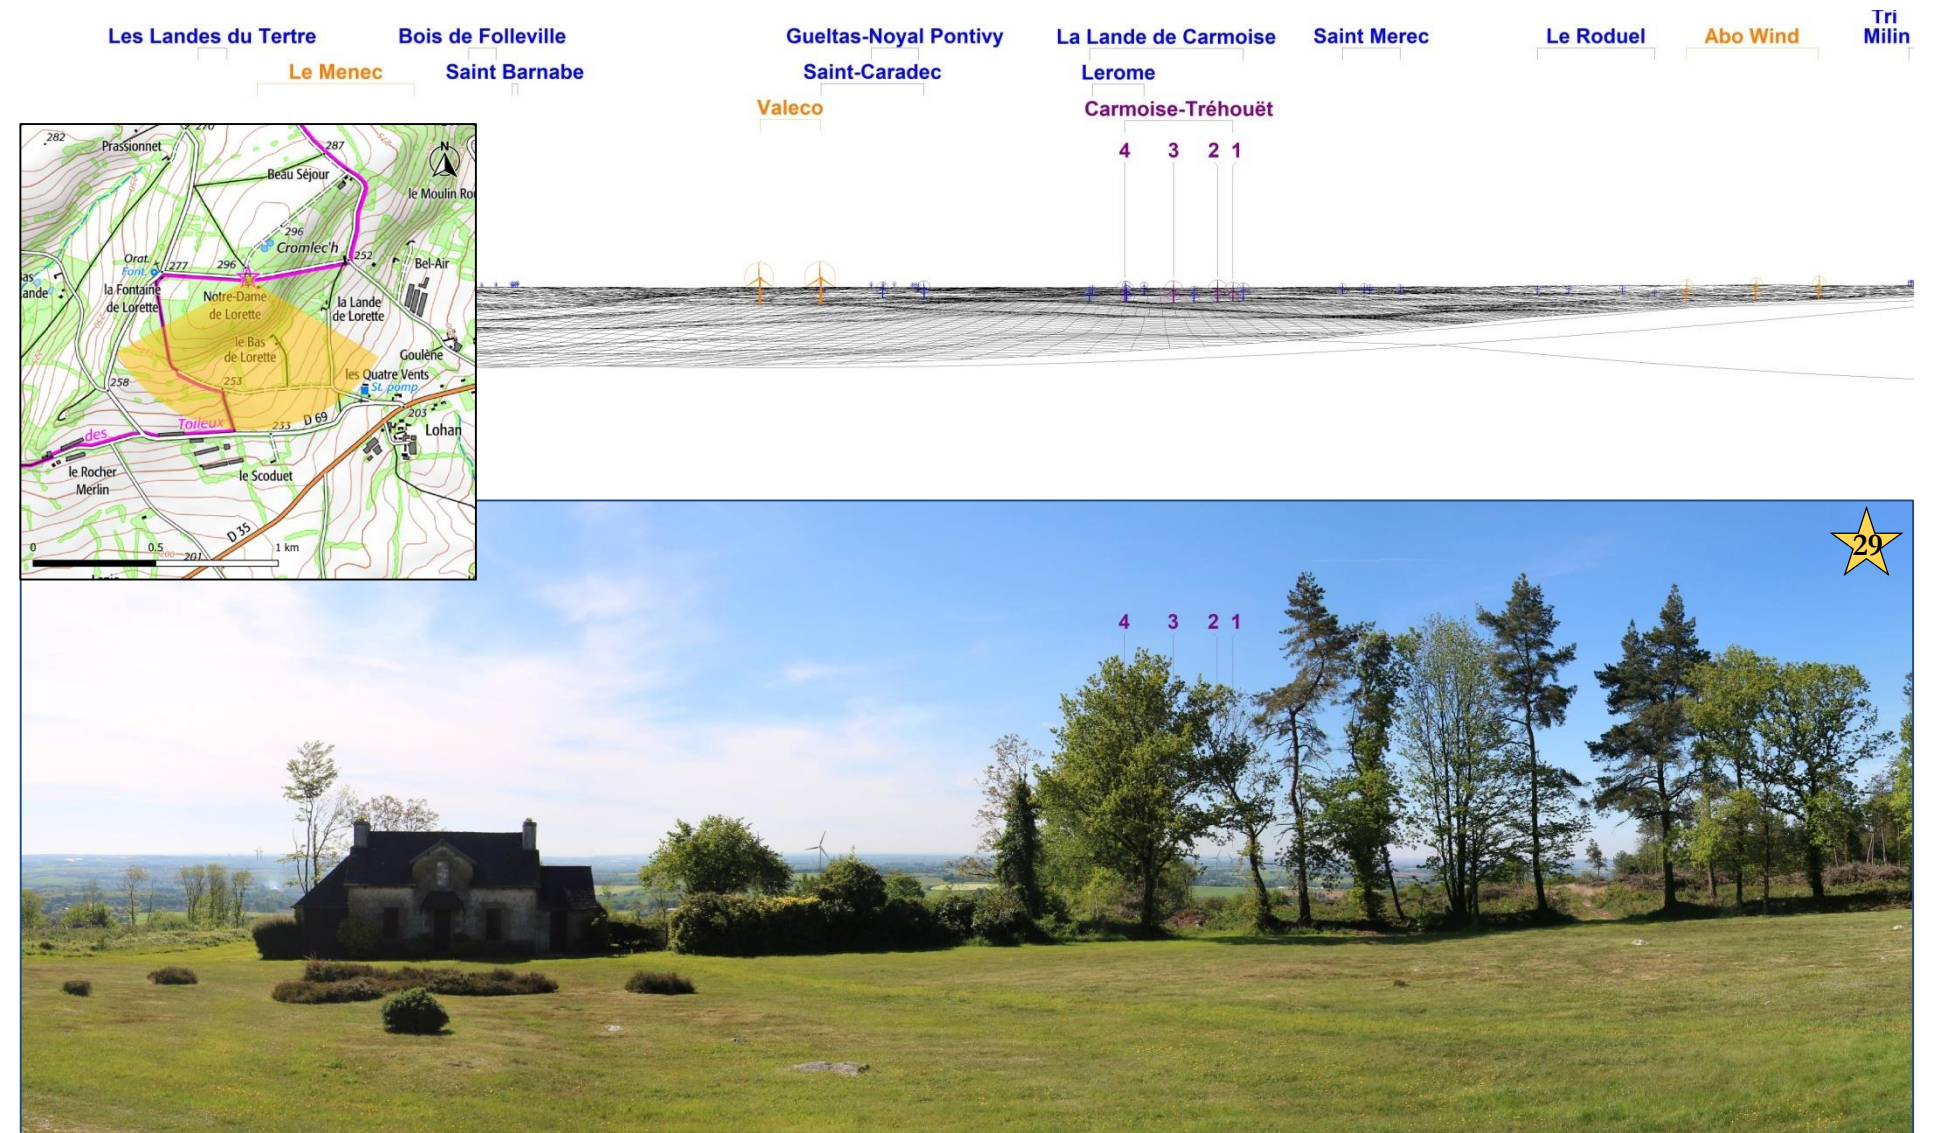 Tri
Les Landes du Tertre Bois de Folleville Gueltas-Noyal Pontivy La Lande de Carmoise Saint Merec Le Roduel Abo Wind Milin
Le Menec Saint Barnabe Saint-Caradec Lerome
Valeco Carmoise-Tréhouët
4 3 2 1
270
282
Prassionnet
287
N
Beau Séjour
le Moulin Rou
296
Cromlec'h
252
Orat.
Font.
277
296
Bel-Air
la Fontaine
de Lorette
Notre-Dame
de Lorette
la Lande
de Lorette
ande
250
le Bas
de Lorette
Goulène
258
253
les Quatre Vents
St. pomp.
203
des Toileux
233
D 69
Lohan
le Rocher
Merlin
le Scoduet
D 35
0 0.5 1 km
200
201
29
4 3 2 1